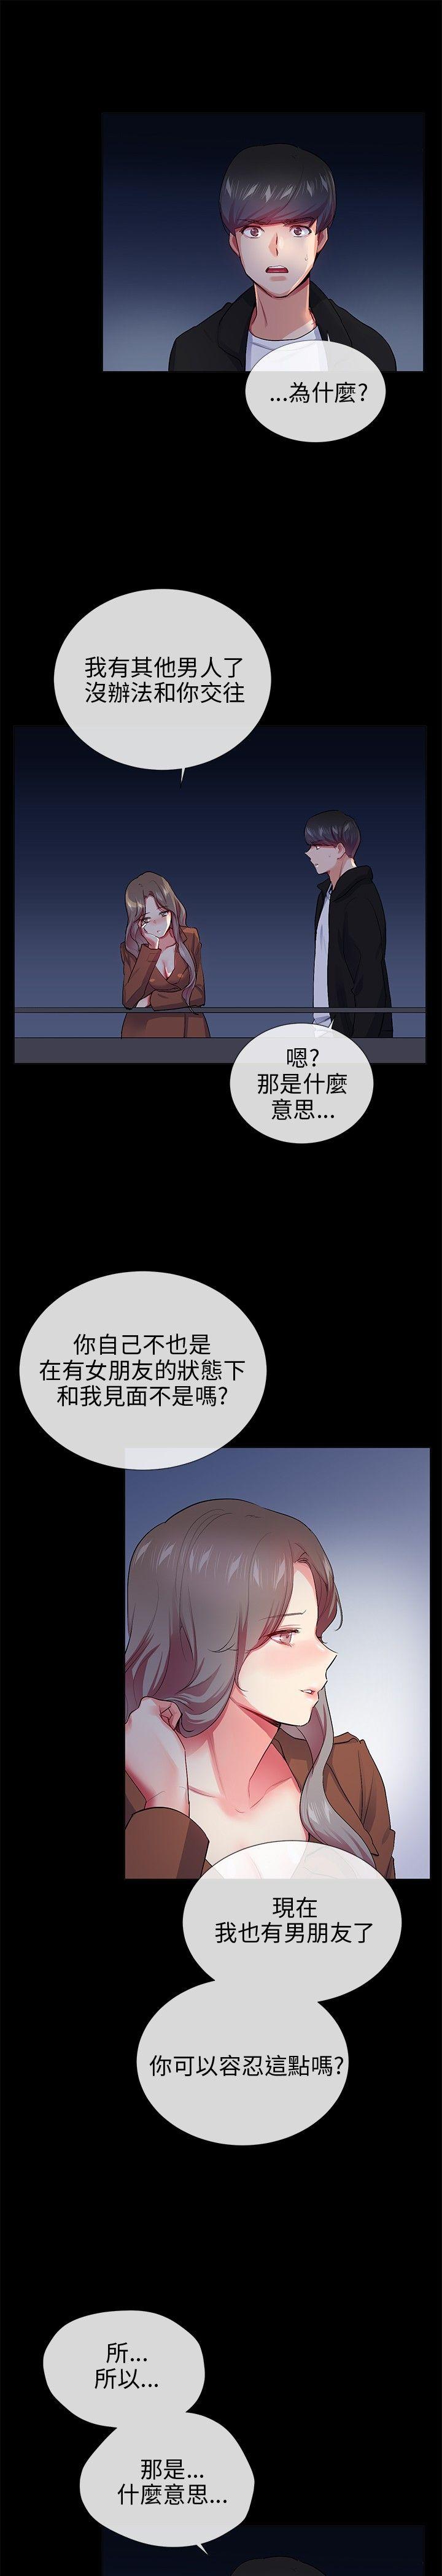 ...為什麼?
我有其他男人了
沒辦法和你交往
嗯?
那是什麼
意思...
你自己不也是
在有女朋友的狀態下
和我見面不是嗎?
現在
我也有男朋友了
你可以容忍這點嗎?
所...
所以...
那是...
什麼意思...